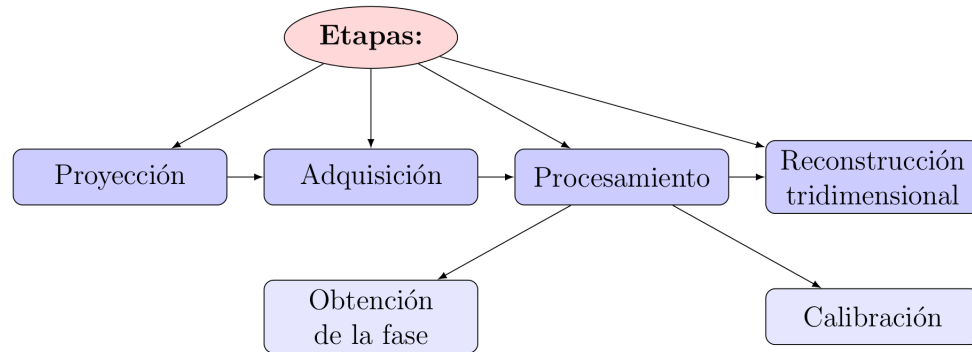 Etapas:
Proyección
Adquisición
Procesamiento
Reconstrucción
tridimensional
Obtención
de la fase
Calibración